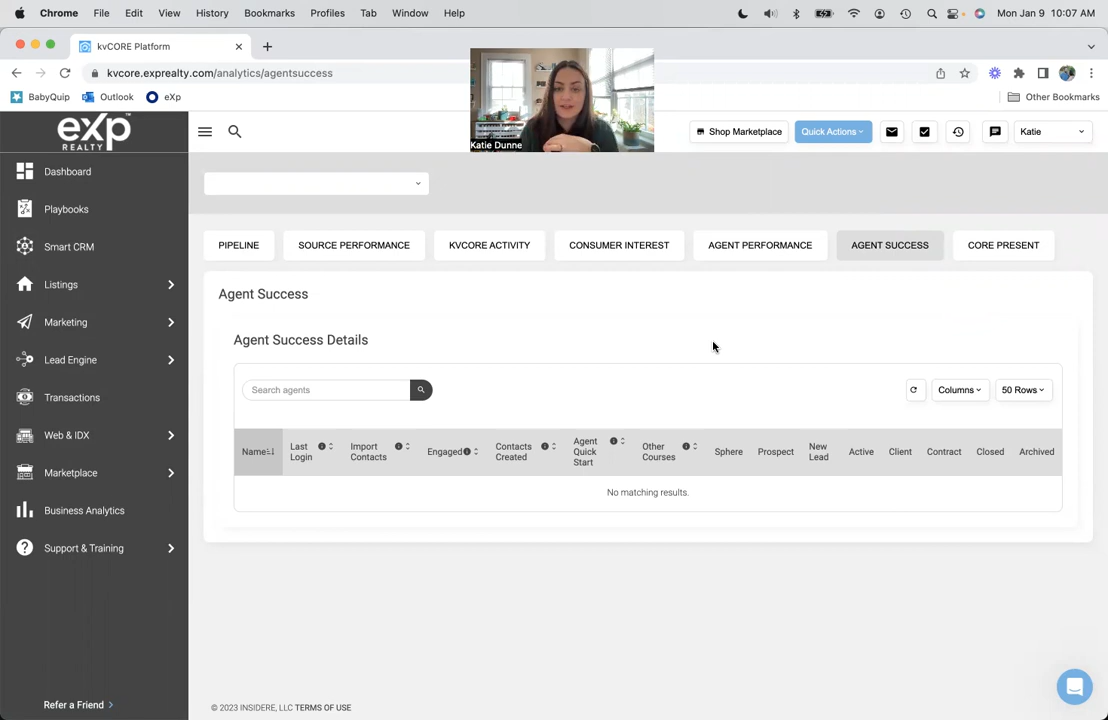 Chrome File Edit View History Bookmarks Profiles Tab Window Help Mon Jan 9 10:07 AM
kvCORE Platform
kvcore.exprealty.com/analytics/agentsuccess
BabyQuip Outlook eXp Other Bookmarks
Katie Dunne
eXp
REALTY
Shop Marketplace Quick Actions Katie
Dashboard
Playbooks
Smart CRM
Listings
Marketing
Lead Engine
Transactions
Web & IDX
Marketplace
Business Analytics
Support & Training
Refer a Friend
PIPELINE SOURCE PERFORMANCE KVCORE ACTIVITY CONSUMER INTEREST AGENT PERFORMANCE AGENT SUCCESS CORE PRESENT
Agent Success
Agent Success Details
Search agents Columns 50 Rows
Name Last Login Import Contacts Engaged Contacts Created Agent Quick Start Other Courses Sphere Prospect New Lead Active Client Contract Closed Archived
No matching results.
© 2023 INSIDERE, LLC TERMS OF USE